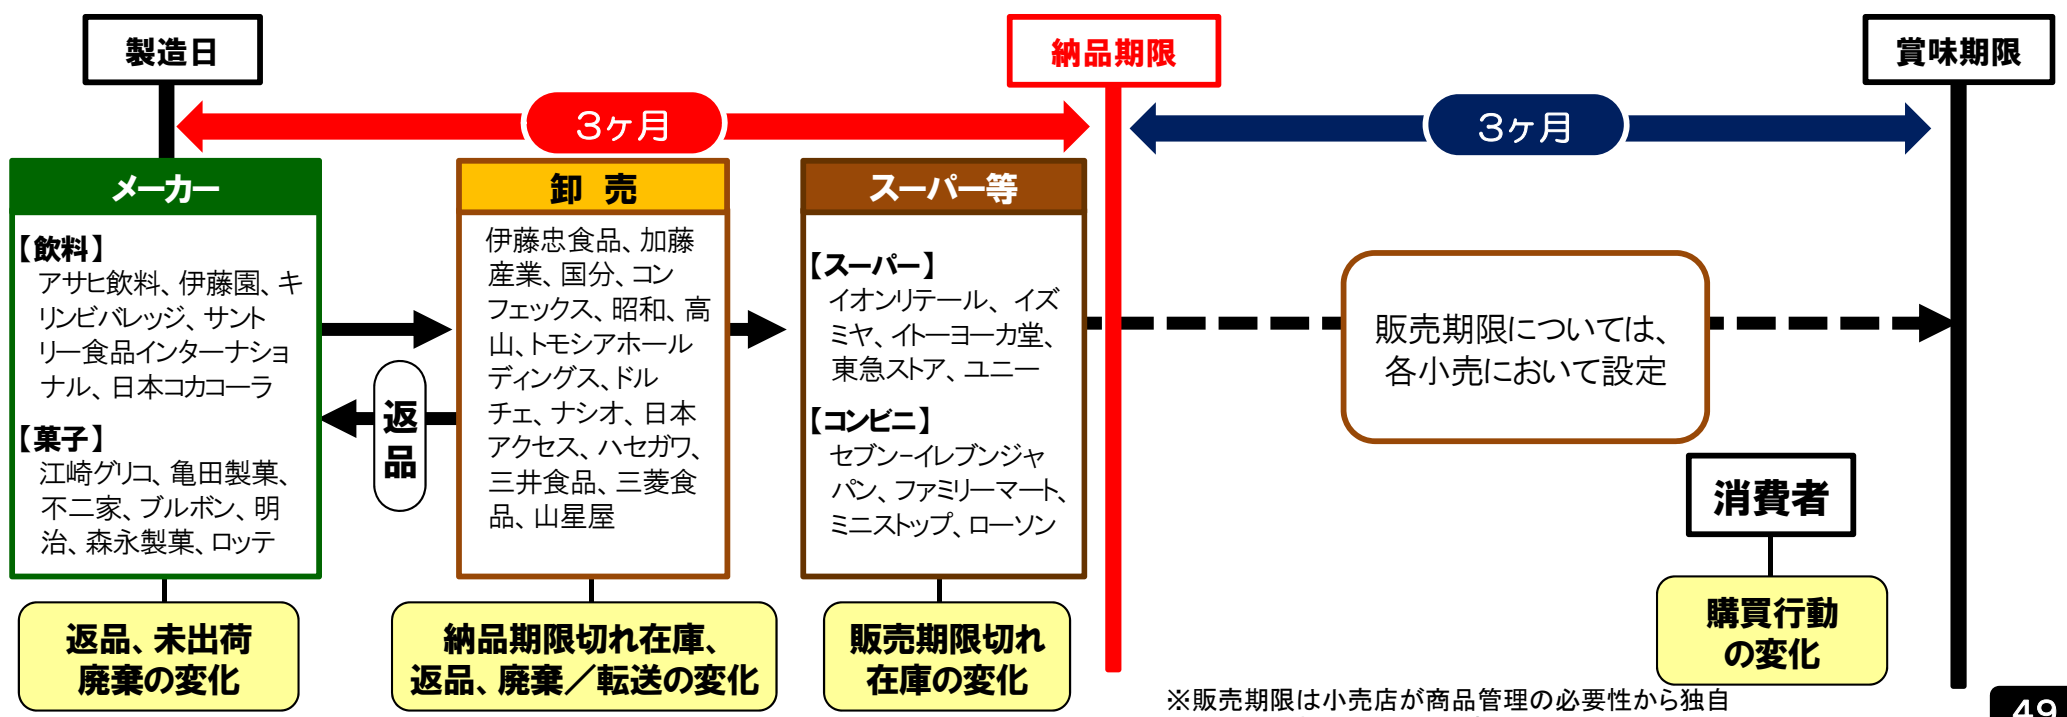 製造日
納品期限
賞味期限
3ヶ月
3ヶ月
メーカー
【飲料】
アサヒ飲料、伊藤園、キ
リンビバレッジ、サント
リー食品インターナショ
ナル、日本コカコーラ
【菓子】
江崎グリコ、亀田製菓、
不二家、ブルボン、明
治、森永製菓、ロッテ
返品
卸 売
伊藤忠食品、加藤
産業、国分、コン
フェックス、昭和、高
山、トモシアホール
ディングス、ドル
チェ、ナシオ、日本
アクセス、ハセガワ、
三井食品、三菱食
品、山星屋
スーパー等
【スーパー】
イオンリテール、イズ
ミヤ、イトーヨーカ堂、
東急ストア、ユニー
【コンビニ】
セブン-イレブンジャ
パン、ファミリーマート、
ミニストップ、ローソン
販売期限については、
各小売において設定
消費者
返品、未出荷
廃棄の変化
納品期限切れ在庫、
返品、廃棄／転送の変化
販売期限切れ
在庫の変化
購買行動
の変化
※販売期限は小売店が商品管理の必要性から独自
49